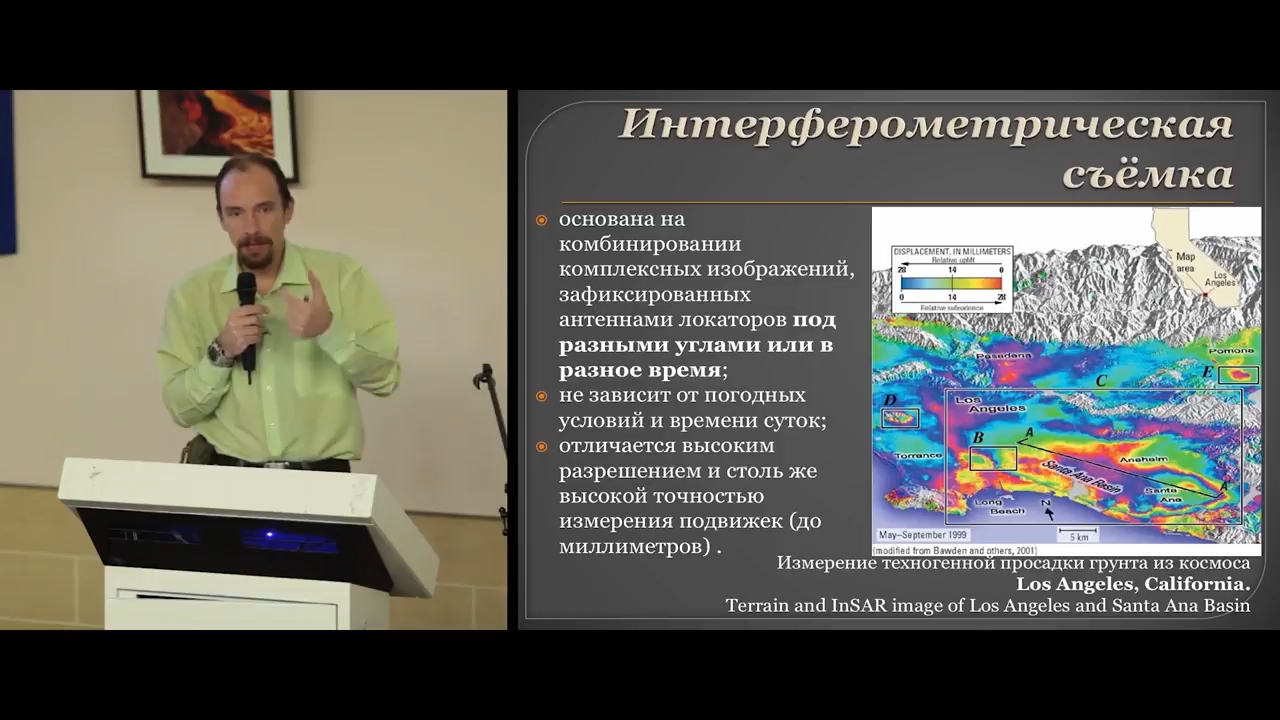 Интерферометрическая
съёмка
основана на
комбинировании
комплексных изображений,
зафиксированных
антеннами локаторов под
разными углами или в
разное время;
не зависит от погодных
условий и времени суток;
отличается высоким
разрешением и столь же
высокой точностью
измерения подвижек (до
миллиметров) .
DISPLACEMENT, IN MILLIMETERS
Relative uplift
28 14 0
0 14 28
Relative subsidence
Map
area
Los
Angeles
Pasadena
Pomona
E
C
D
Los
Angeles
B
A
Torrance
Anaheim
Santa Ana Basin
Santa
Ana
A'
Long
Beach
N
May–September 1999
5 km
(modified from Bawden and others, 2001)
Измерение техногенной просадки грунта из космоса
Los Angeles, California.
Terrain and InSAR image of Los Angeles and Santa Ana Basin